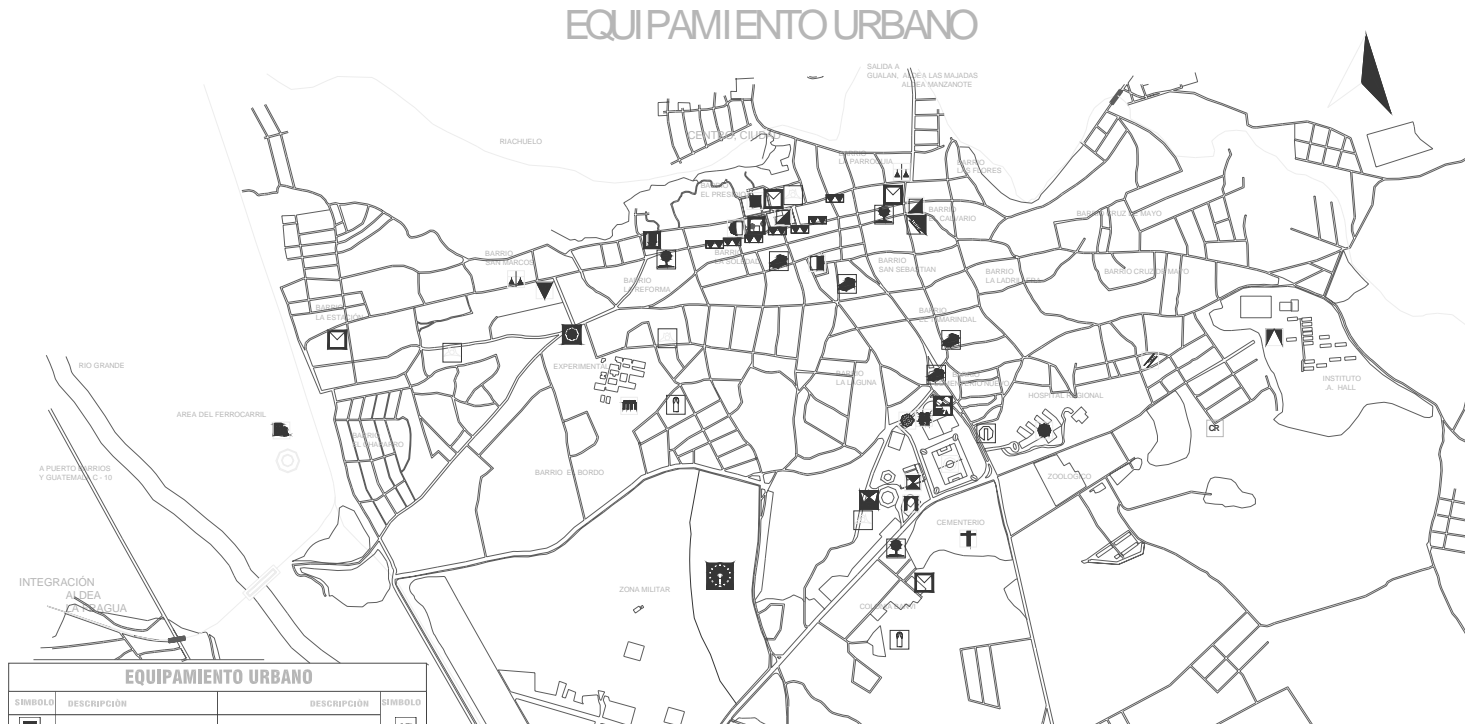 EQUIPAMIENTO URBANO
SALIDA A
GUALAN, ALDEA LAS MAJADAS
ALDEA MANZANOTE
CENTRO, CIUDAD
RIACHUELO
BARRIO
LA PARROQUIA
BARRIO
LAS FLORES
BARRIO
EL CALVARIO
BARRIO CRUZ DE MAYO
BARRIO
SAN MARCOS
BARRIO
LA REFORMA
BARRIO
LA SOLEDAD
BARRIO
SAN SEBASTIAN
BARRIO
LA LADRILLERA
BARRIO CRUZ DE MAYO
BARRIO
LA ESTACIÓN
BARRIO
RIO GRANDE
EXPERIMENTAL
BARRIO
LA LAGUNA
HOSPITAL REGIONAL
INSTITUTO
A. HALL
AREA DEL FERROCARRIL
CR
BARRIO
A PUERTO BARRIOS
Y GUATEMALA C - 10
BARRIO EL BORDO
ZOOLOGICO
CEMENTERIO
INTEGRACIÓN
ALDEA
LA FRAGUA
ZONA MILITAR
COLONIA
EQUIPAMIENTO URBANO
SIMBOLO DESCRIPCIÓN DESCRIPCIÓN SIMBOLO